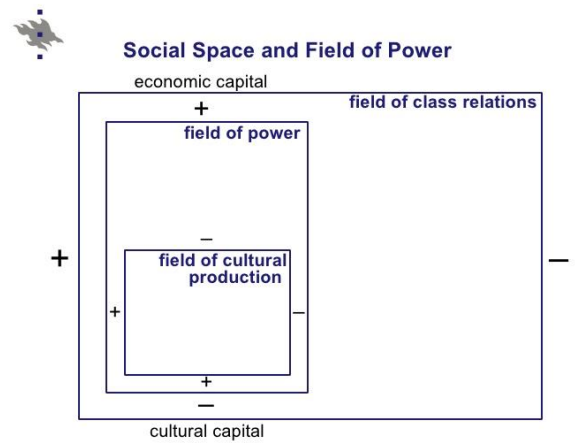 Social Space and Field of Power
economic capital
+
field of class relations
field of power
–
+
–
field of cultural
production
+
–
+
–
cultural capital